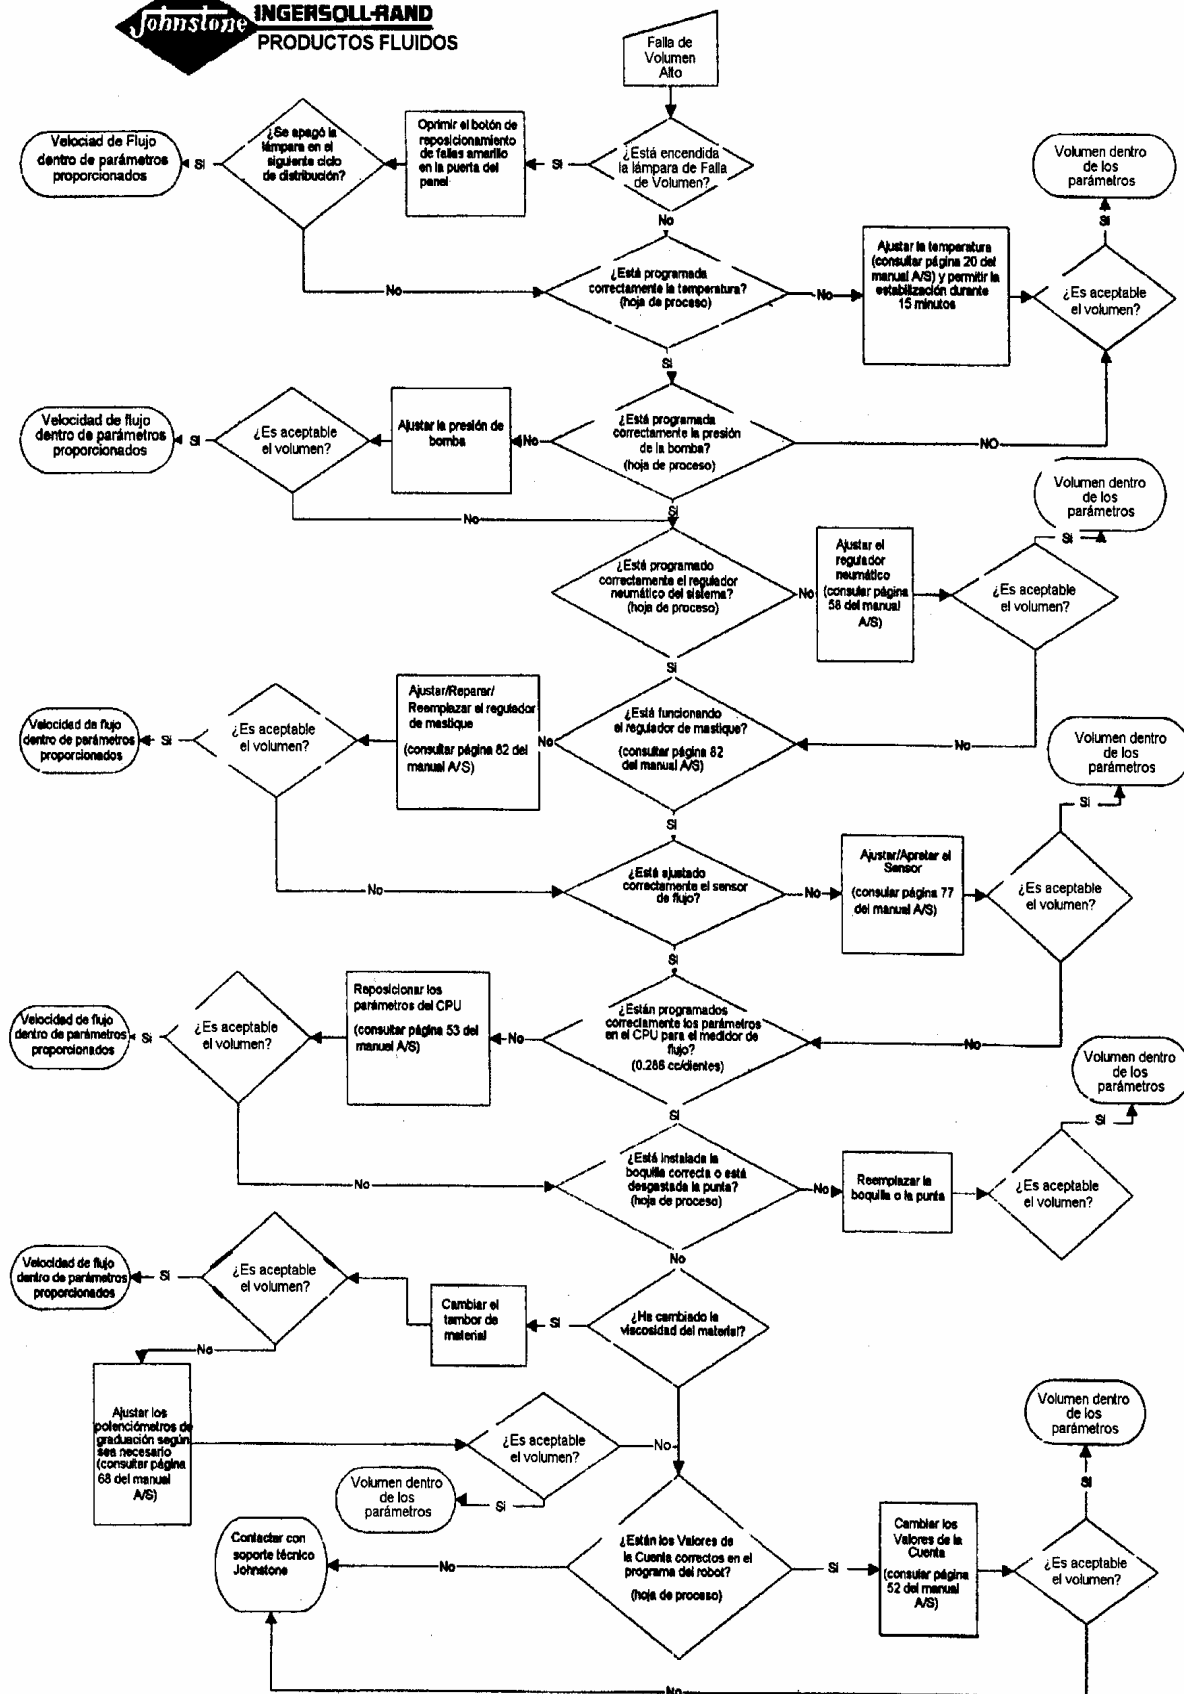 Johnstone
INGERSOLL-RAND
PRODUCTOS FLUIDOS
Falla de
Volumen
Alto
¿Está encendida
la lámpara de Falla
de Volumen?
Si
No
Oprimir el botón de
reposicionamiento
de fallas amarillo
en la puerta del
panel
¿Se apagó la
lámpara en el
siguiente ciclo
de distribución?
Si
No
Velociad de Flujo
dentro de parámetros
proporcionados
¿Está programada
correctamente la temperatura?
(hoja de proceso)
No
Si
Ajustar la temperatura
(consultar página 20 del
manual A/S) y permitir la
estabilización durante
15 minutos
¿Es aceptable
el volumen?
Si
Volumen dentro
de los
parámetros
¿Está programada
correctamente la presión
de la bomba?
(hoja de proceso)
No
NO
Si
Ajustar la presión de
bomba
¿Es aceptable
el volumen?
Si
No
Velocidad de flujo
dentro de parámetros
proporcionados
¿Está programado
correctamente el regulador
neumático del sistema?
(hoja de proceso)
No
Si
Ajustar el
regulador
neumático
(consular página
58 del manual
A/S)
¿Es aceptable
el volumen?
Si
No
Volumen dentro
de los
parámetros
¿Está funcionando
el regulador de mastique?
(consultar página 82
del manual A/S)
No
Si
Ajustar/Reparar/
Reemplazar el regulador
de mastique
(consultar página 82 del
manual A/S)
¿Es aceptable
el volumen?
Si
No
Velocidad de flujo
dentro de parámetros
proporcionados
¿Está ajustado
correctamente el sensor
de flujo?
No
Si
Ajustar/Apretar el
Sensor
(consular página 77
del manual A/S)
¿Es aceptable
el volumen?
Si
No
Volumen dentro
de los
parámetros
¿Están programados
correctamente los parámetros
en el CPU para el medidor de
flujo?
(0.286 cc/dientes)
No
Si
Reposicionar los
parámetros del CPU
(consultar página 53 del
manual A/S)
¿Es aceptable
el volumen?
Si
No
Velocidad de flujo
dentro de parámetros
proporcionados
¿Está instalada la
boquilla correcta o está
desgastada la punta?
(hoja de proceso)
No
No
Reemplazar la
boquilla o la punta
¿Es aceptable
el volumen?
Si
Volumen dentro
de los
parámetros
¿Ha cambiado la
viscosidad del material?
Si
Cambiar el
tambor de
material
¿Es aceptable
el volumen?
Si
No
Velocidad de flujo
dentro de parámetros
proporcionados
Ajustar los
potenciómetros de
graduación según
sea necesario
(consultar página
68 del manual
A/S)
¿Es aceptable
el volumen?
No
Si
Volumen dentro
de los
parámetros
¿Están los Valores de
la Cuenta correctos en el
programa del robot?
(hoja de proceso)
No
Si
Contactar con
soporte técnico
Johnstone
Cambiar los
Valores de la
Cuenta
(consular página
52 del manual
A/S)
¿Es aceptable
el volumen?
Si
No
Volumen dentro
de los
parámetros